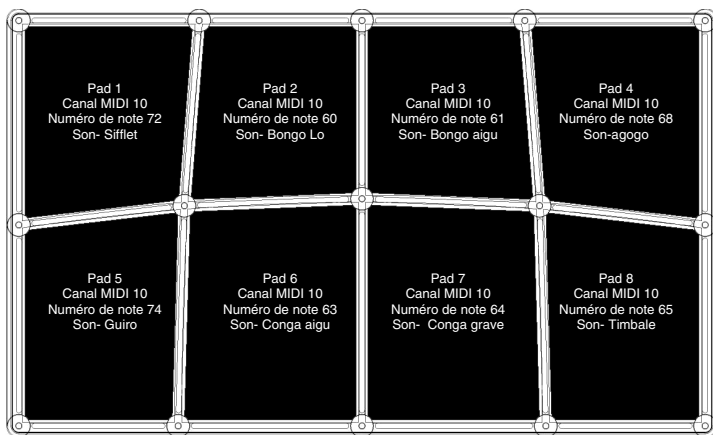 Pad 1
Canal MIDI 10
Numéro de note 72
Son- Sifflet
Pad 2
Canal MIDI 10
Numéro de note 60
Son- Bongo Lo
Pad 3
Canal MIDI 10
Numéro de note 61
Son- Bongo aigu
Pad 4
Canal MIDI 10
Numéro de note 68
Son-agogo
Pad 5
Canal MIDI 10
Numéro de note 74
Son- Guiro
Pad 6
Canal MIDI 10
Numéro de note 63
Son- Conga aigu
Pad 7
Canal MIDI 10
Numéro de note 64
Son- Conga grave
Pad 8
Canal MIDI 10
Numéro de note 65
Son- Timbale